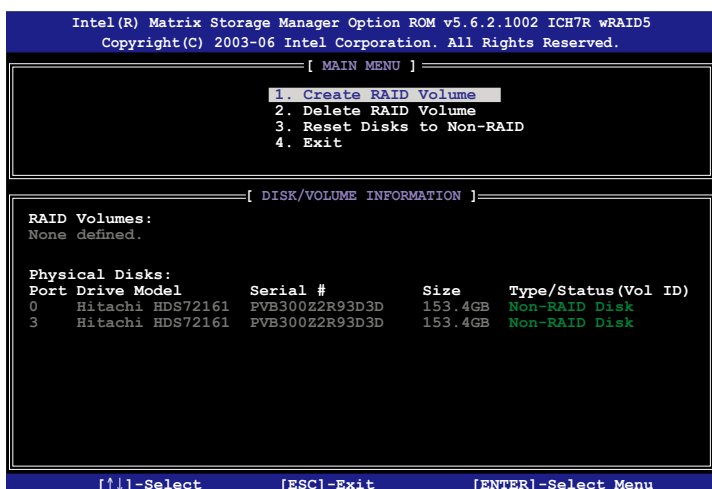 Intel(R) Matrix Storage Manager Option ROM v5.6.2.1002 ICH7R wRAID5
Copyright(C) 2003-06 Intel Corporation. All Rights Reserved.
[ MAIN MENU ]
1. Create RAID Volume
2. Delete RAID Volume
3. Reset Disks to Non-RAID
4. Exit
[ DISK/VOLUME INFORMATION ]
RAID Volumes:
None defined.
Physical Disks:
Port Drive Model Serial # Size Type/Status(Vol ID)
0 Hitachi HDS72161 PVB300Z2R93D3D 153.4GB Non-RAID Disk
3 Hitachi HDS72161 PVB300Z2R93D3D 153.4GB Non-RAID Disk
[↑↓]-Select [ESC]-Exit [ENTER]-Select Menu